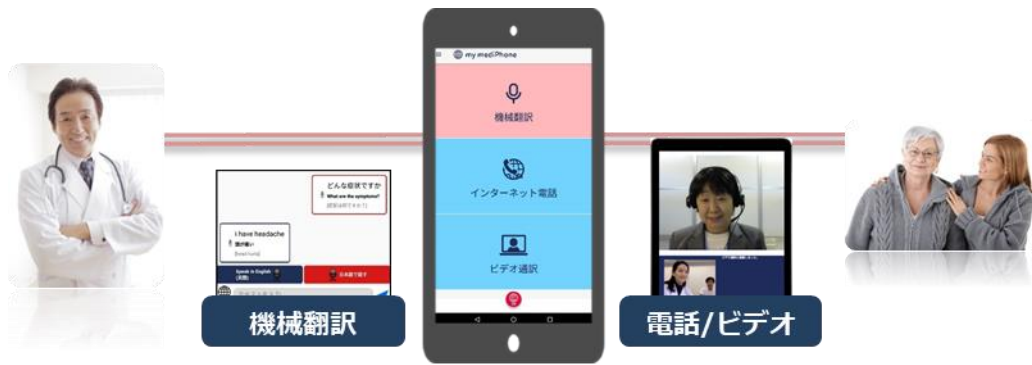 my mediPhone
機械翻訳
インターネット電話
ビデオ通訳
どんな症状ですか
What are the symptoms?
I have headache
頭が痛い
Speak in English
(英語)
日本語で話す
機械翻訳
電話/ビデオ